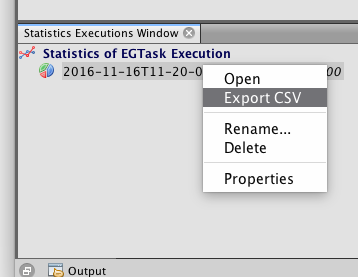 Statistics Executions Window
Statistics of EGTask Execution
2016-11-16T11-20-0
00
Open
Export CSV
Rename...
Delete
Properties
Output